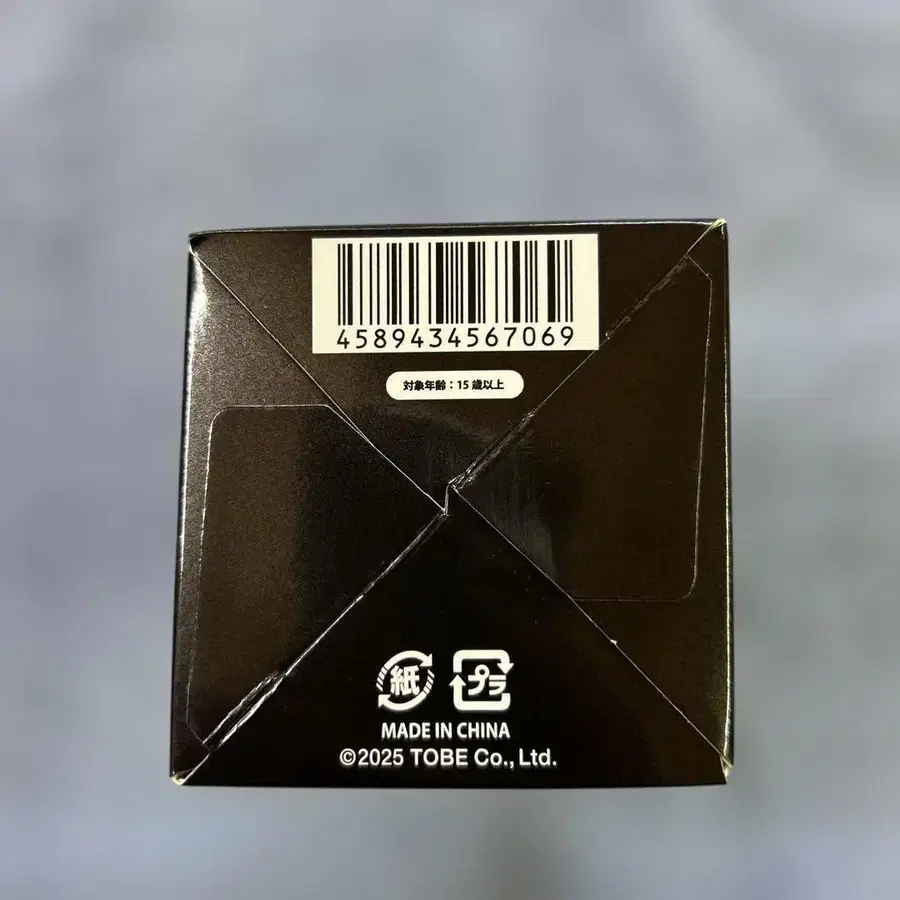 4589434567069
対象年齢：15歳以上
紙 プラ
MADE IN CHINA
©2025 TOBE Co., Ltd.